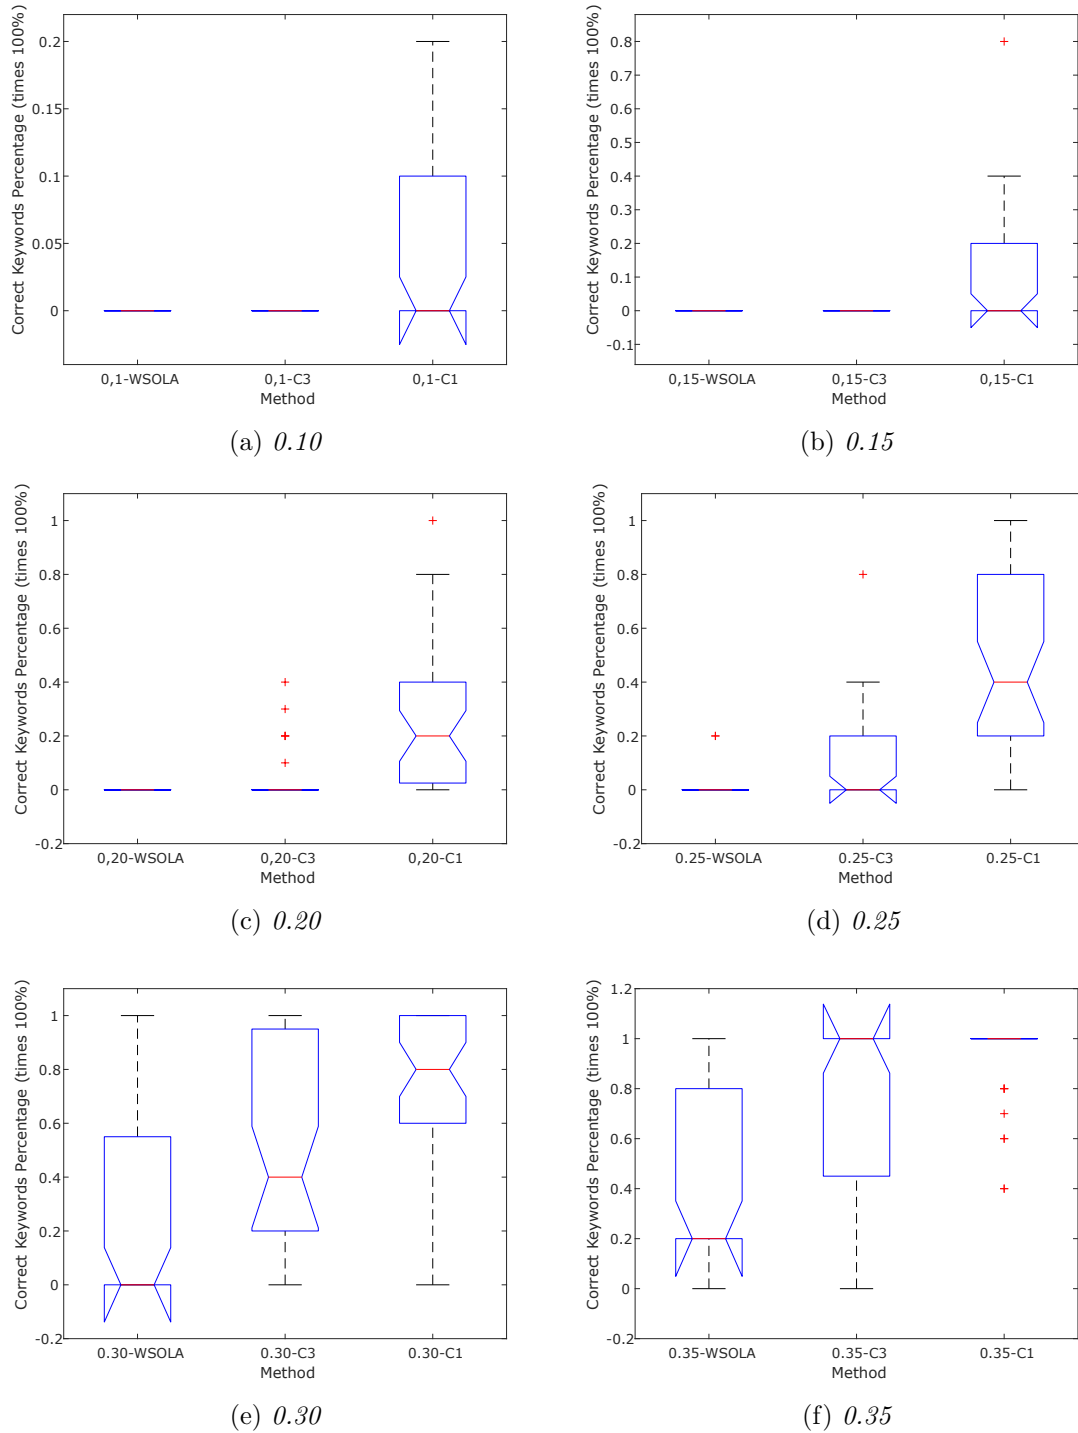 Correct Keywords Percentage (times 100%)
0.2
0.15
0.1
0.05
0
0,1-WSOLA 0,1-C3 0,1-C1
Method
(a) 0.10
Correct Keywords Percentage (times 100%)
0.8
0.7
0.6
0.5
0.4
0.3
0.2
0.1
0
-0.1
0,15-WSOLA 0,15-C3 0,15-C1
Method
(b) 0.15
Correct Keywords Percentage (times 100%)
1
0.8
0.6
0.4
0.2
0
-0.2
0,20-WSOLA 0,20-C3 0,20-C1
Method
(c) 0.20
Correct Keywords Percentage (times 100%)
1
0.8
0.6
0.4
0.2
0
-0.2
0.25-WSOLA 0.25-C3 0.25-C1
Method
(d) 0.25
Correct Keywords Percentage (times 100%)
1
0.8
0.6
0.4
0.2
0
-0.2
0.30-WSOLA 0.30-C3 0.30-C1
Method
(e) 0.30
Correct Keywords Percentage (times 100%)
1.2
1
0.8
0.6
0.4
0.2
0
-0.2
0.35-WSOLA 0.35-C3 0.35-C1
Method
(f) 0.35